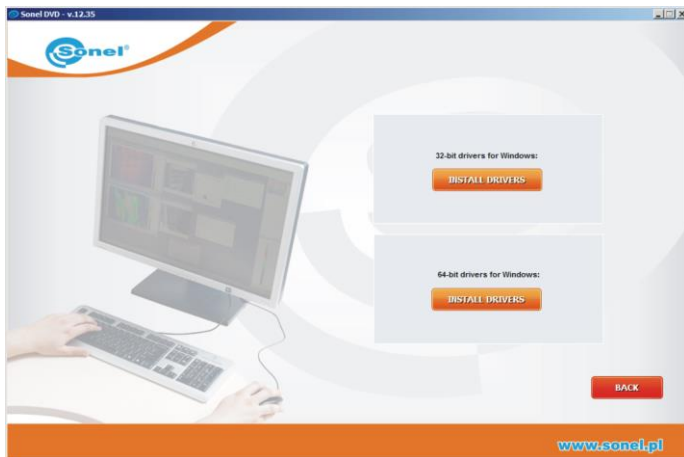 Sonel DVD - v.12.35
Sonel®
32-bit drivers for Windows:
INSTALL DRIVERS
64-bit drivers for Windows:
INSTALL DRIVERS
BACK
www.sonel.pl